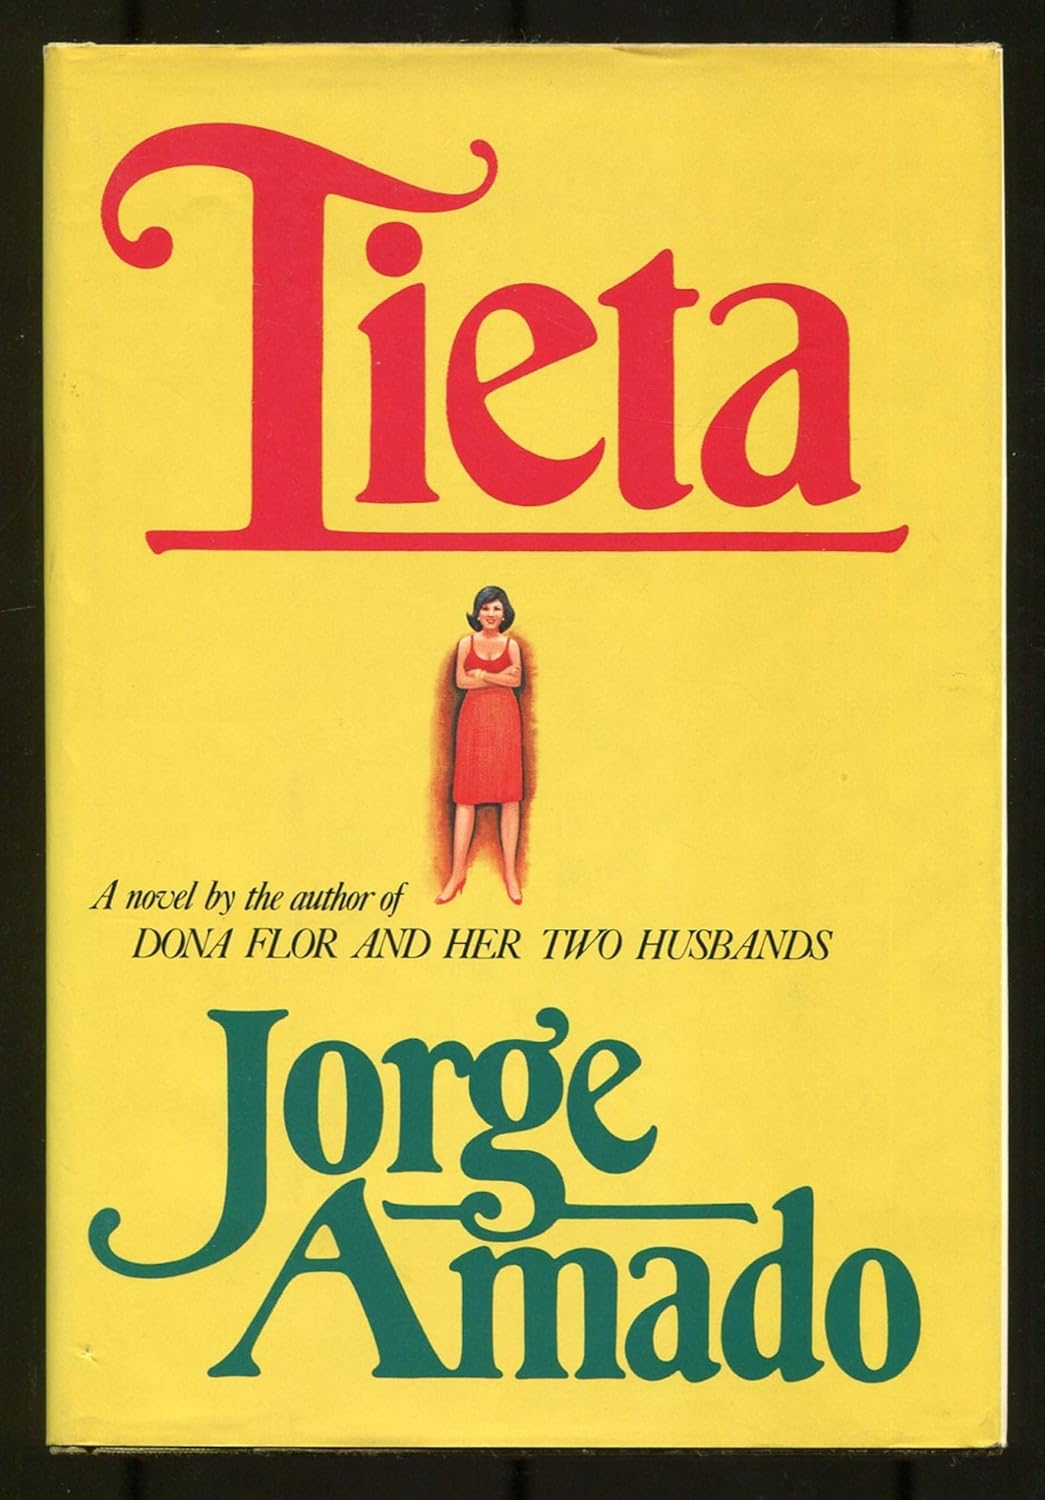 Tieta
A novel by the author of
DONA FLOR AND HER TWO HUSBANDS
Jorge
Amado